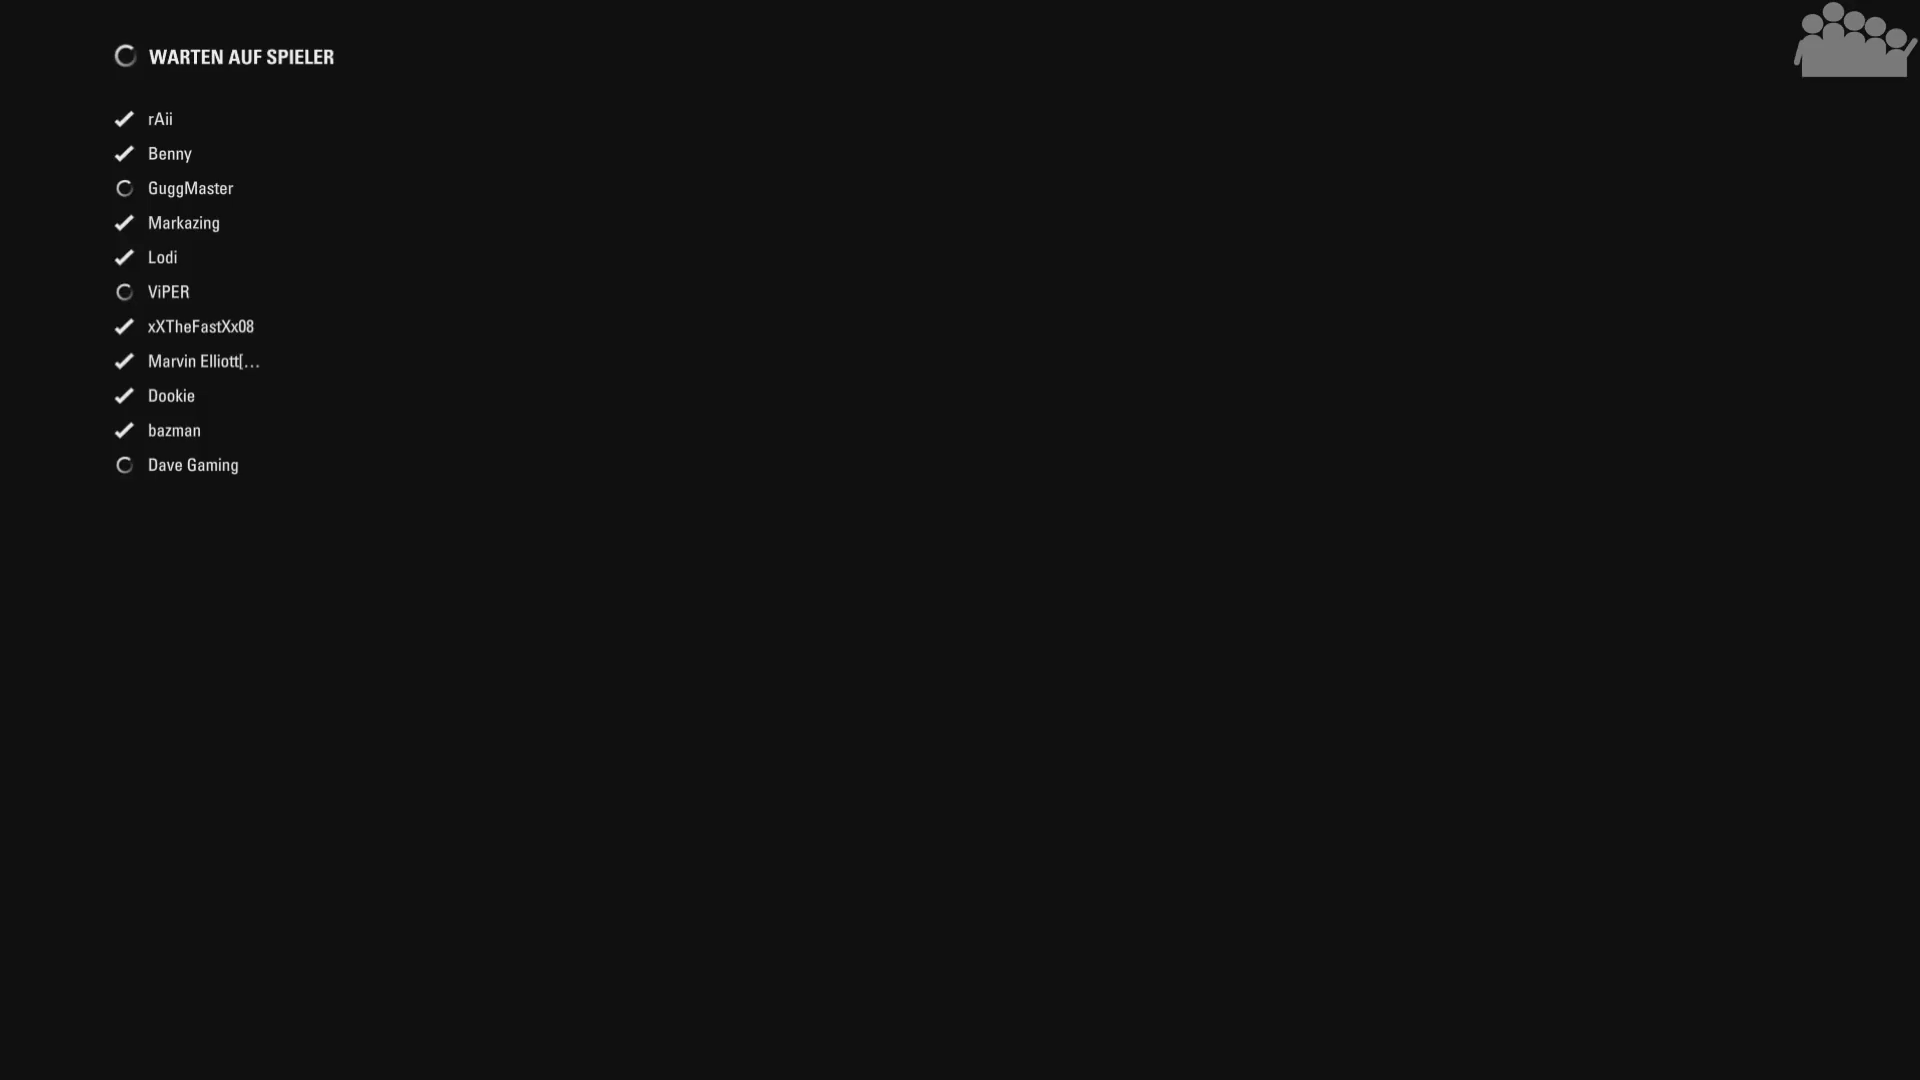 WARTEN AUF SPIELER
rAii
Benny
GuggMaster
Markazing
Lodi
ViPER
xXTheFastXx08
Marvin Elliott[...
Dookie
bazman
Dave Gaming